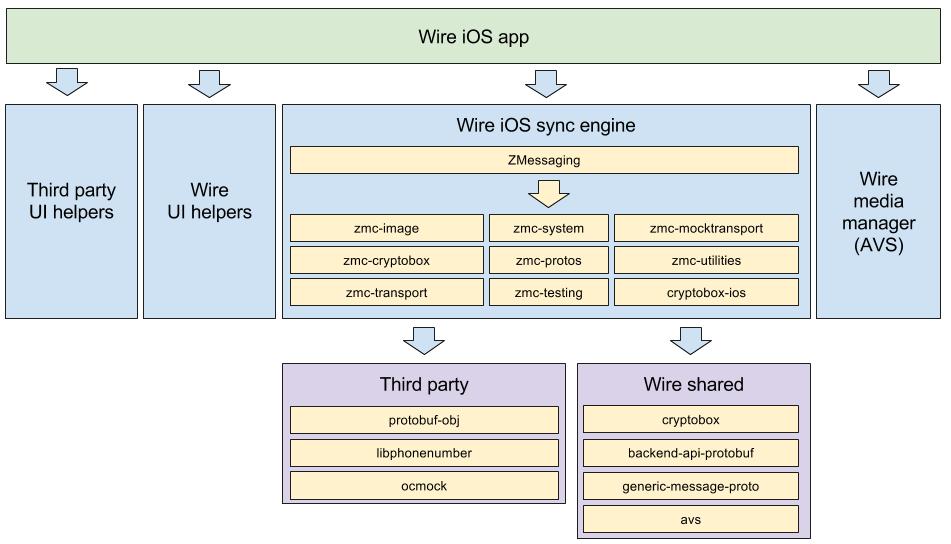 Wire iOS app
Third party
UI helpers
Wire
UI helpers
Wire iOS sync engine
ZMessaging
zmc-image
zmc-system
zmc-mocktransport
zmc-cryptobox
zmc-protos
zmc-utilities
zmc-transport
zmc-testing
cryptobox-ios
Wire
media
manager
(AVS)
Third party
protobuf-obj
libphonenumber
ocmock
Wire shared
cryptobox
backend-api-protobuf
generic-message-proto
avs